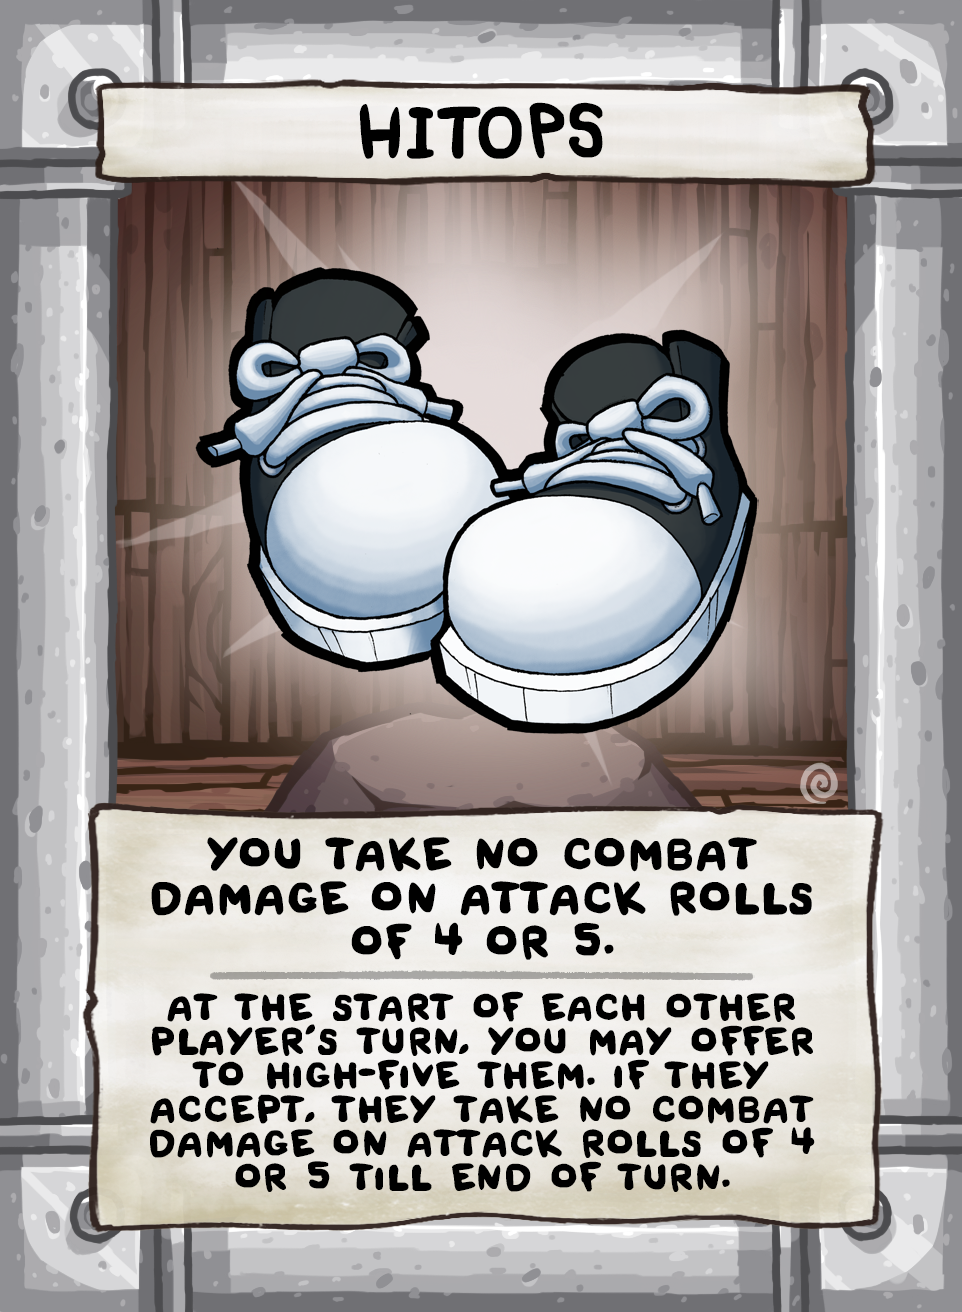 HITOPS
YOU TAKE NO COMBAT
DAMAGE ON ATTACK ROLLS
OF 4 OR 5.
AT THE START OF EACH OTHER
PLAYER'S TURN, YOU MAY OFFER
TO HIGH-FIVE THEM. IF THEY
ACCEPT, THEY TAKE NO COMBAT
DAMAGE ON ATTACK ROLLS OF 4
OR 5 TILL END OF TURN.